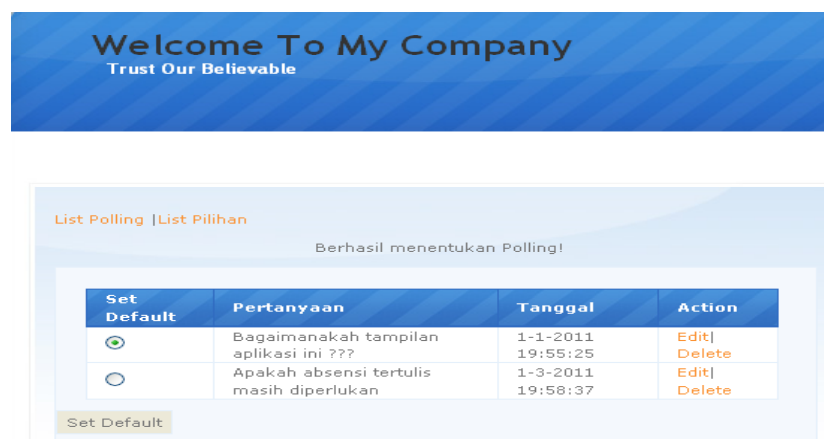 Welcome To My Company
Trust Our Believable
List Polling |List Pilihan
Berhasil menentukan Polling!
Set Default Pertanyaan Tanggal Action
Bagaimanakah tampilan 1-1-2011 Edit|
aplikasi ini ??? 19:55:25 Delete
Apakah absensi tertulis 1-3-2011 Edit|
masih diperlukan 19:58:37 Delete
Set Default